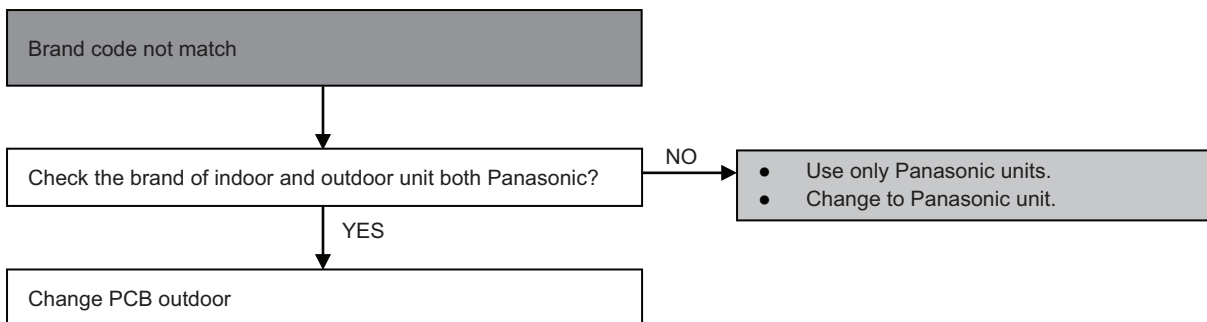 Brand code not match
Check the brand of indoor and outdoor unit both Panasonic?
NO
● Use only Panasonic units.
● Change to Panasonic unit.
YES
Change PCB outdoor